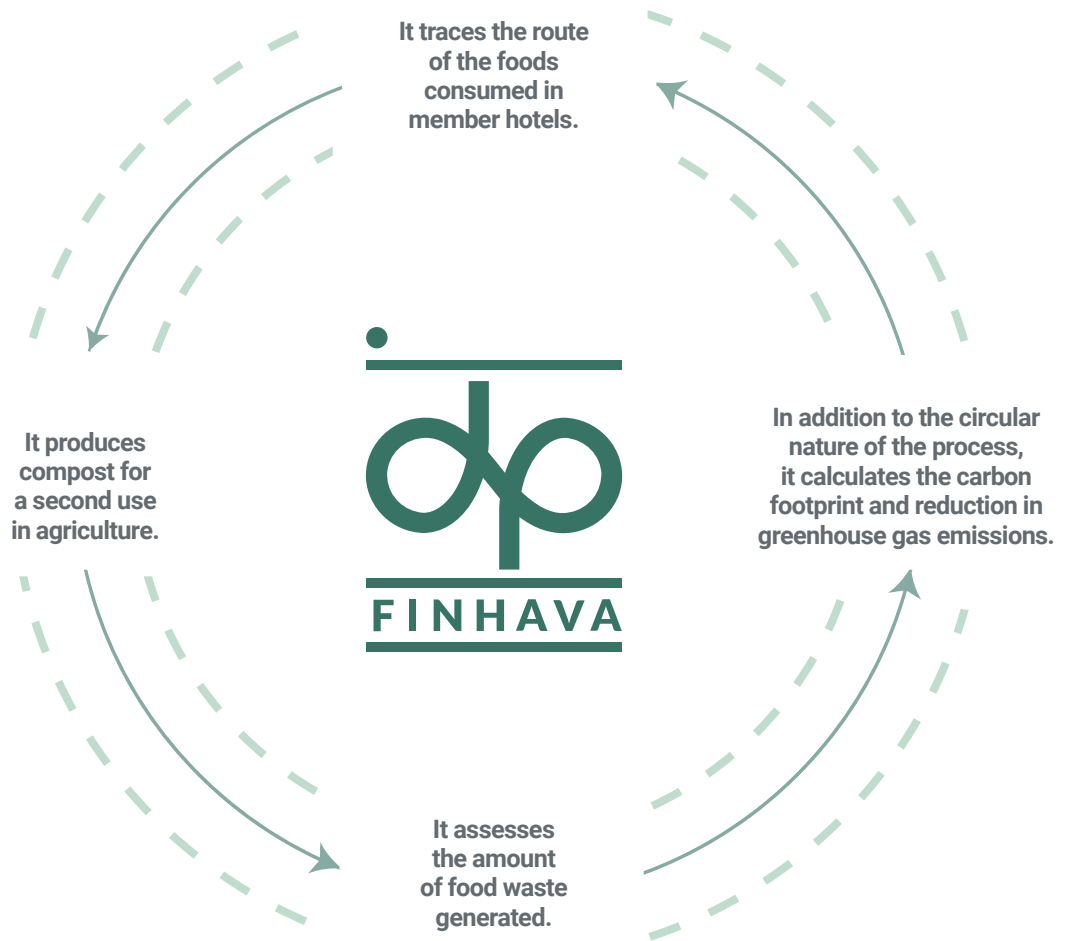 It traces the route
of the foods
consumed in
member hotels.
It produces
compost for
a second use
in agriculture.
In addition to the circular
nature of the process,
it calculates the carbon
footprint and reduction in
greenhouse gas emissions.
FINHAVA
It assesses
the amount
of food waste
generated.